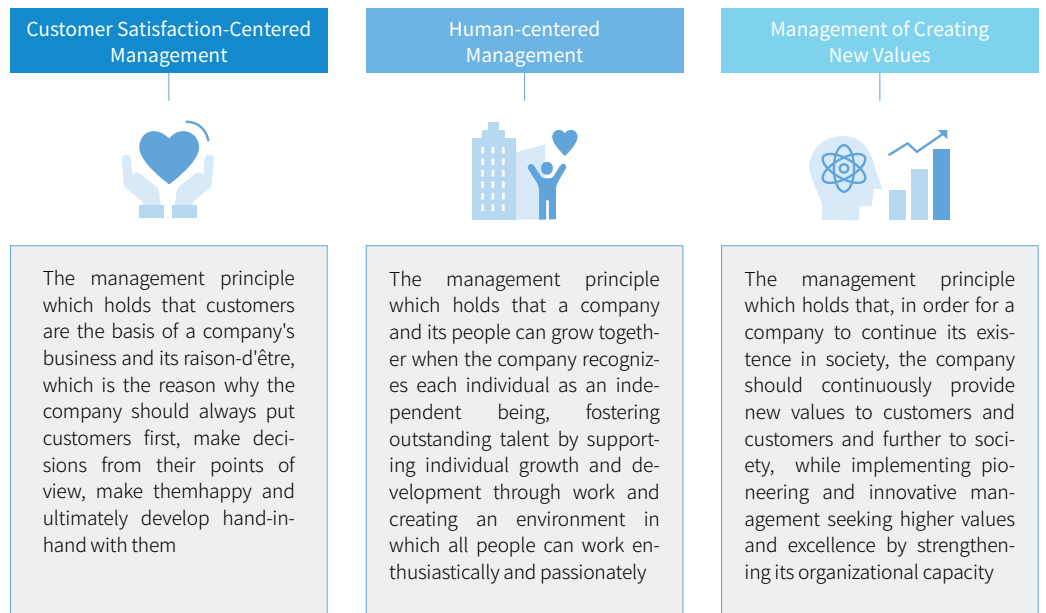 Customer Satisfaction-Centered
Management
The management principle
which holds that customers
are the basis of a company's
business and its raison-d'être,
which is the reason why the
company should always put
customers first, make deci-
sions from their points of
view, make themhappy and
ultimately develop hand-in-
hand with them
Human-centered
Management
The management principle
which holds that a company
and its people can grow togeth-
er when the company recogniz-
es each individual as an inde-
pendent being, fostering
outstanding talent by support-
ing individual growth and de-
velopment through work and
creating an environment in
which all people can work en-
thusiastically and passionately
Management of Creating
New Values
The management principle
which holds that, in order for a
company to continue its exis-
tence in society, the company
should continuously provide
new values to customers and
customers and further to soci-
ety, while implementing pio-
neering and innovative man-
agement seeking higher values
and excellence by strengthen-
ing its organizational capacity